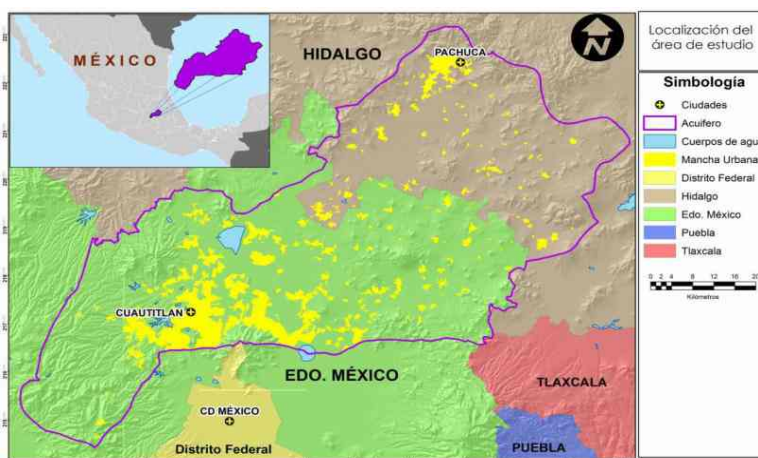 MÉXICO
HIDALGO
PACHUCA
N
CUAUTITLAN
EDO. MÉXICO
CD MÉXICO
Distrito Federal
TLAXCALA
PUEBLA
Localización del
área de estudio
Simbología
Ciudades
Acuifero
Cuerpos de agu
Mancha Urbana
Distrito Federal
Hidalgo
Edo. México
Puebla
Tlaxcala
0 2 4 8 12 16 20
Kilómetros